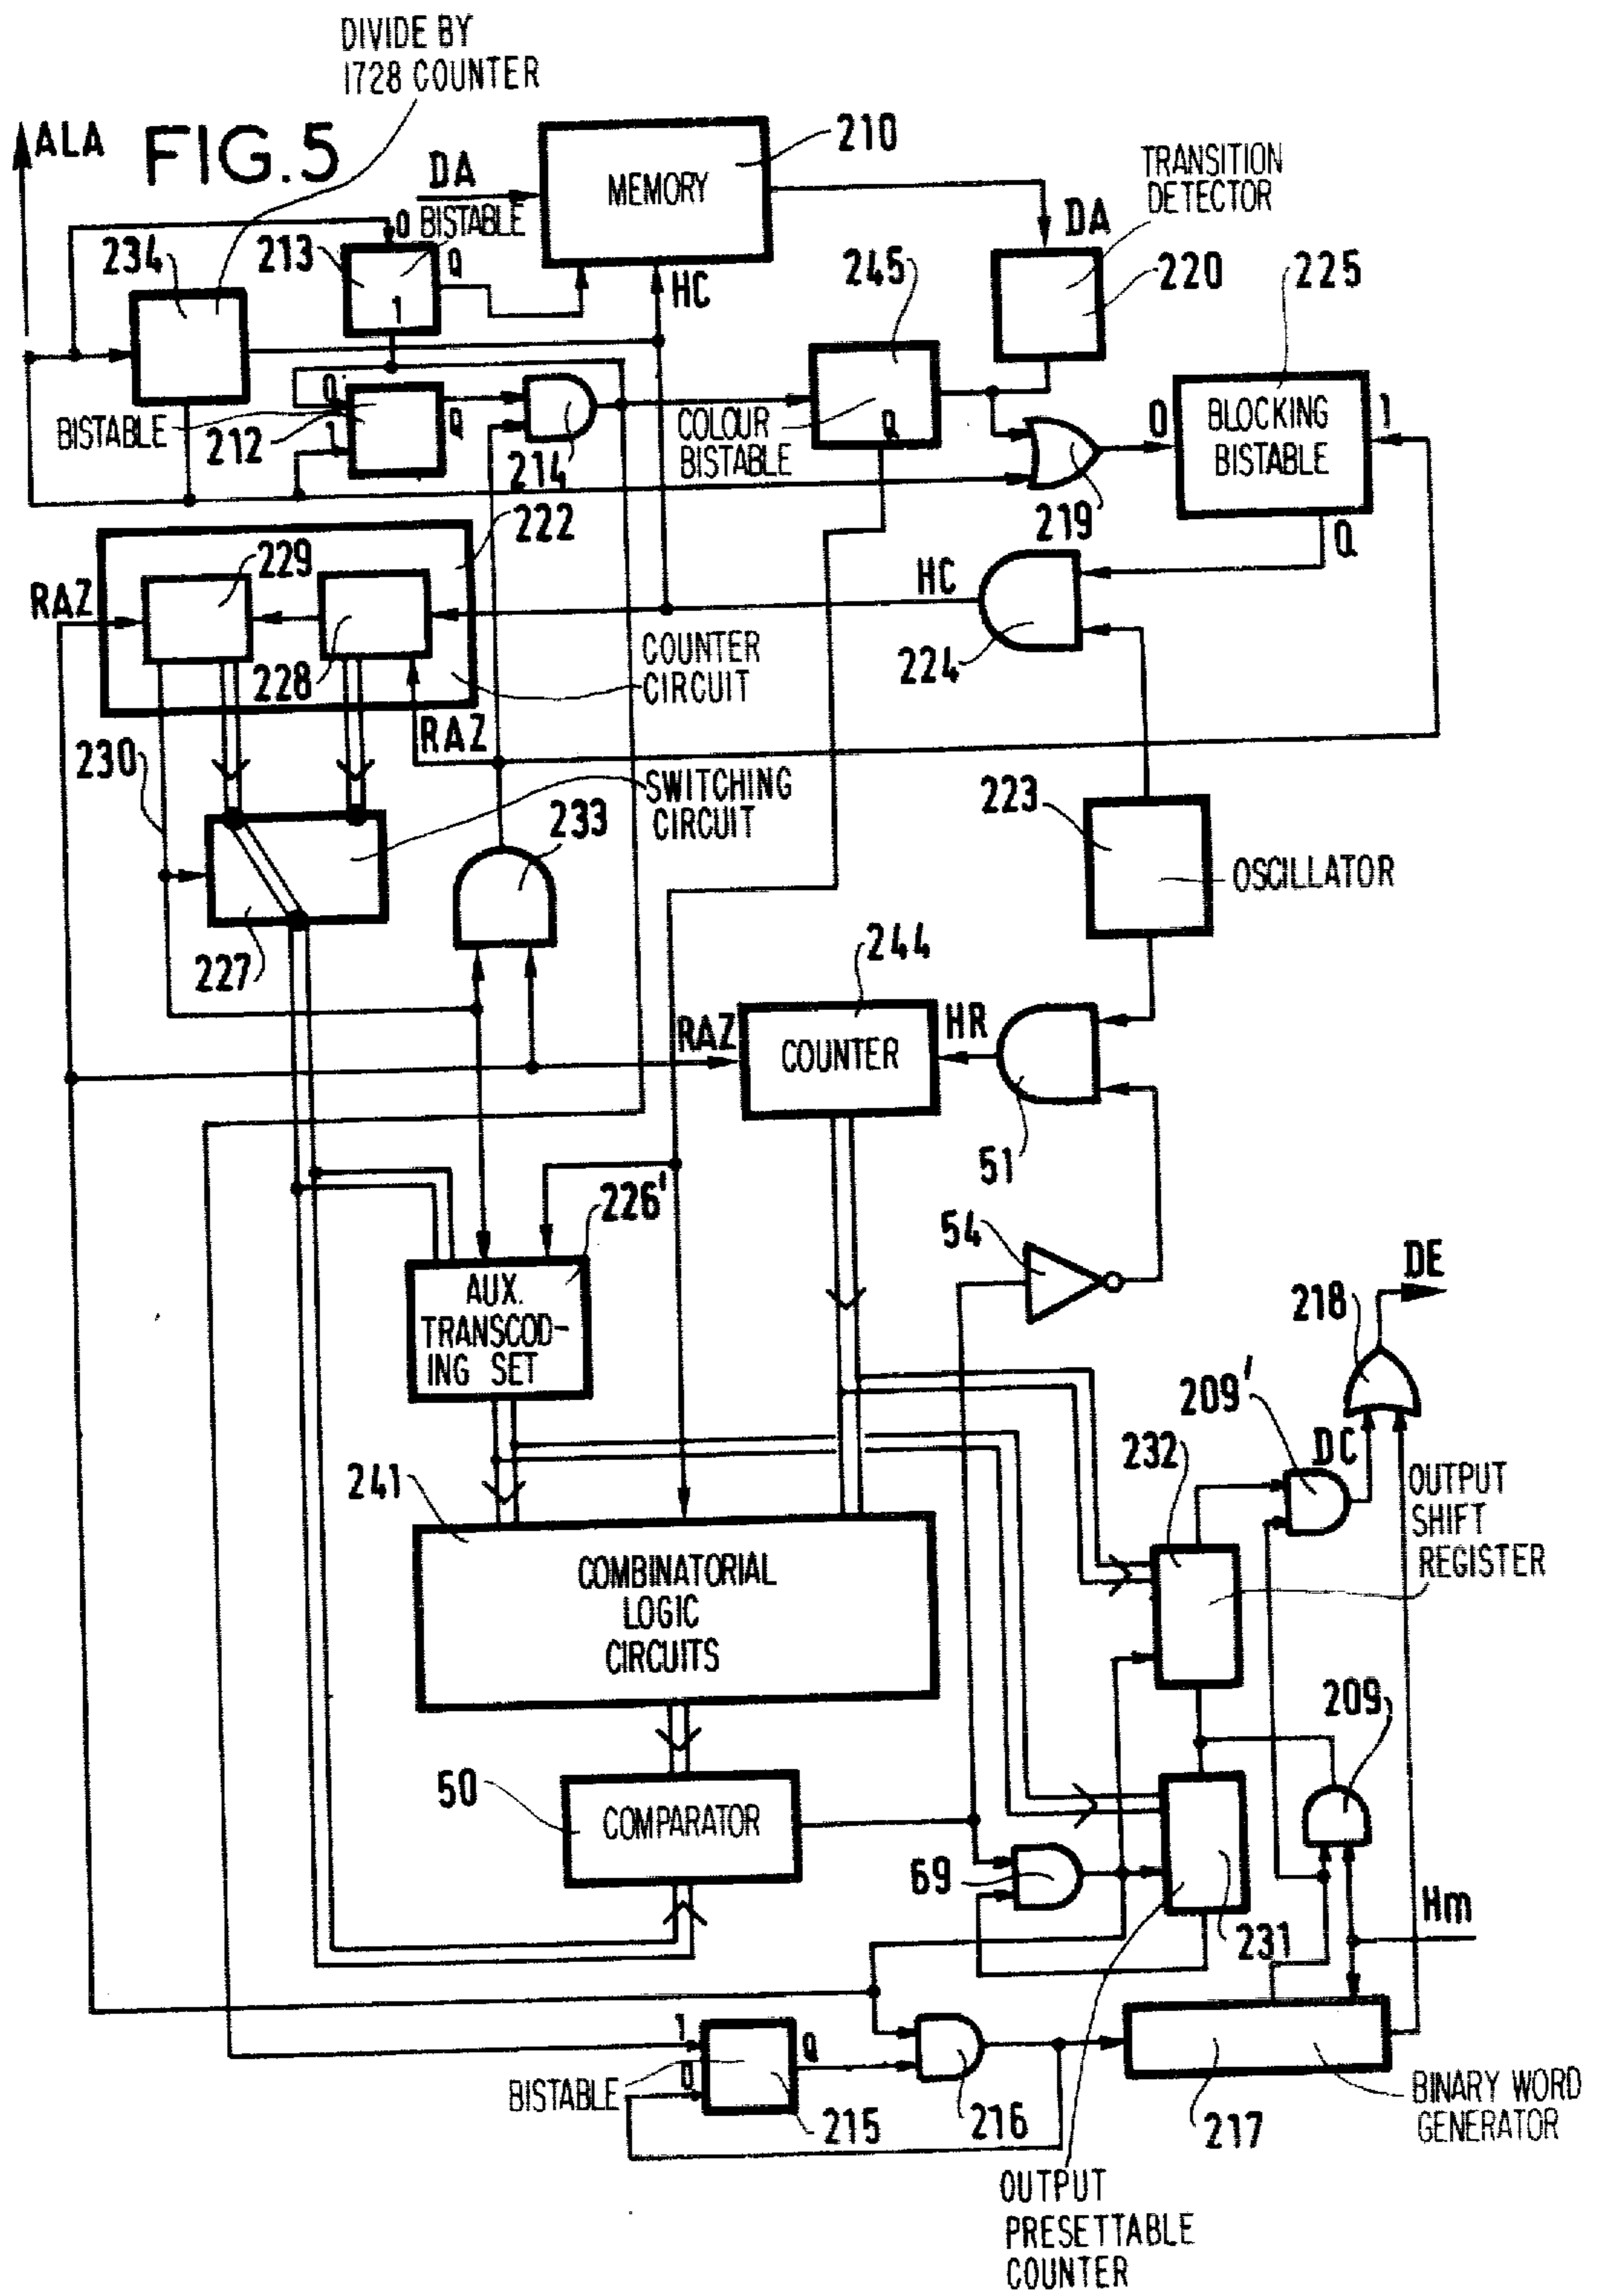 DIVIDE BY
1728 COUNTER
ALA
FIG.5
DA
BISTABLE
MEMORY
210
TRANSITION
DETECTOR
DA
234
213
0
Q
1
HC
245
220
225
BISTABLE
212
0
1
Q
214
COLOUR
BISTABLE
Q
219
0
BLOCKING
BISTABLE
1
Q
222
229
RAZ
228
HC
224
COUNTER
CIRCUIT
RAZ
230
SWITCHING
CIRCUIT
233
223
OSCILLATOR
227
244
RAZ
COUNTER
HR
51
226'
54
AUX.
TRANSCOD-
ING SET
DE
218
209'
241
232
DC
OUTPUT
SHIFT
REGISTER
COMBINATORIAL
LOGIC
CIRCUITS
209
50
COMPARATOR
69
231
Hm
1
0
Q
BISTABLE
215
216
217
BINARY WORD
GENERATOR
OUTPUT
PRESETTABLE
COUNTER